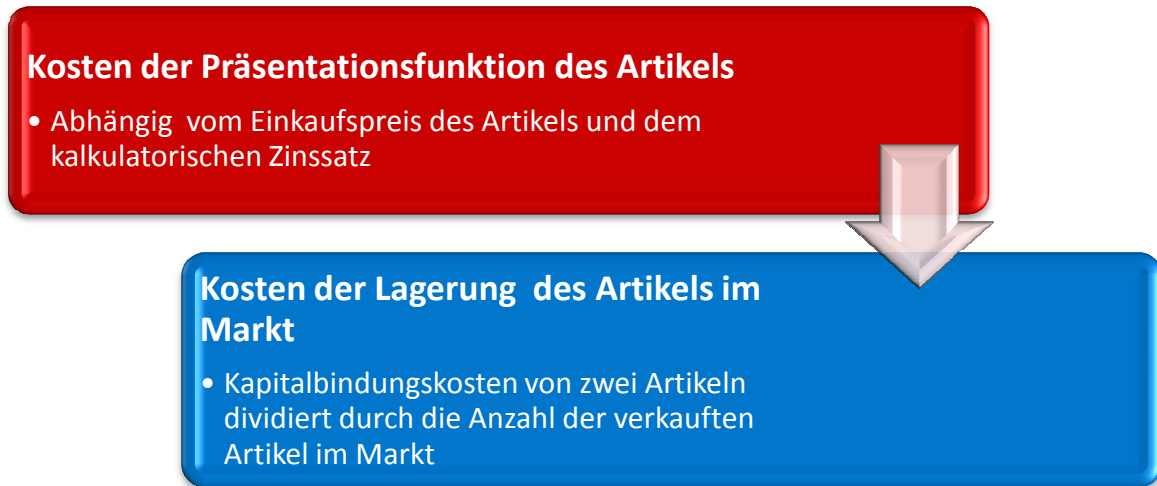 Kosten der Präsentationsfunktion des Artikels
• Abhängig vom Einkaufspreis des Artikels und dem
kalkulatorischen Zinssatz
Kosten der Lagerung des Artikels im
Markt
• Kapitalbindungskosten von zwei Artikeln
dividiert durch die Anzahl der verkauften
Artikel im Markt